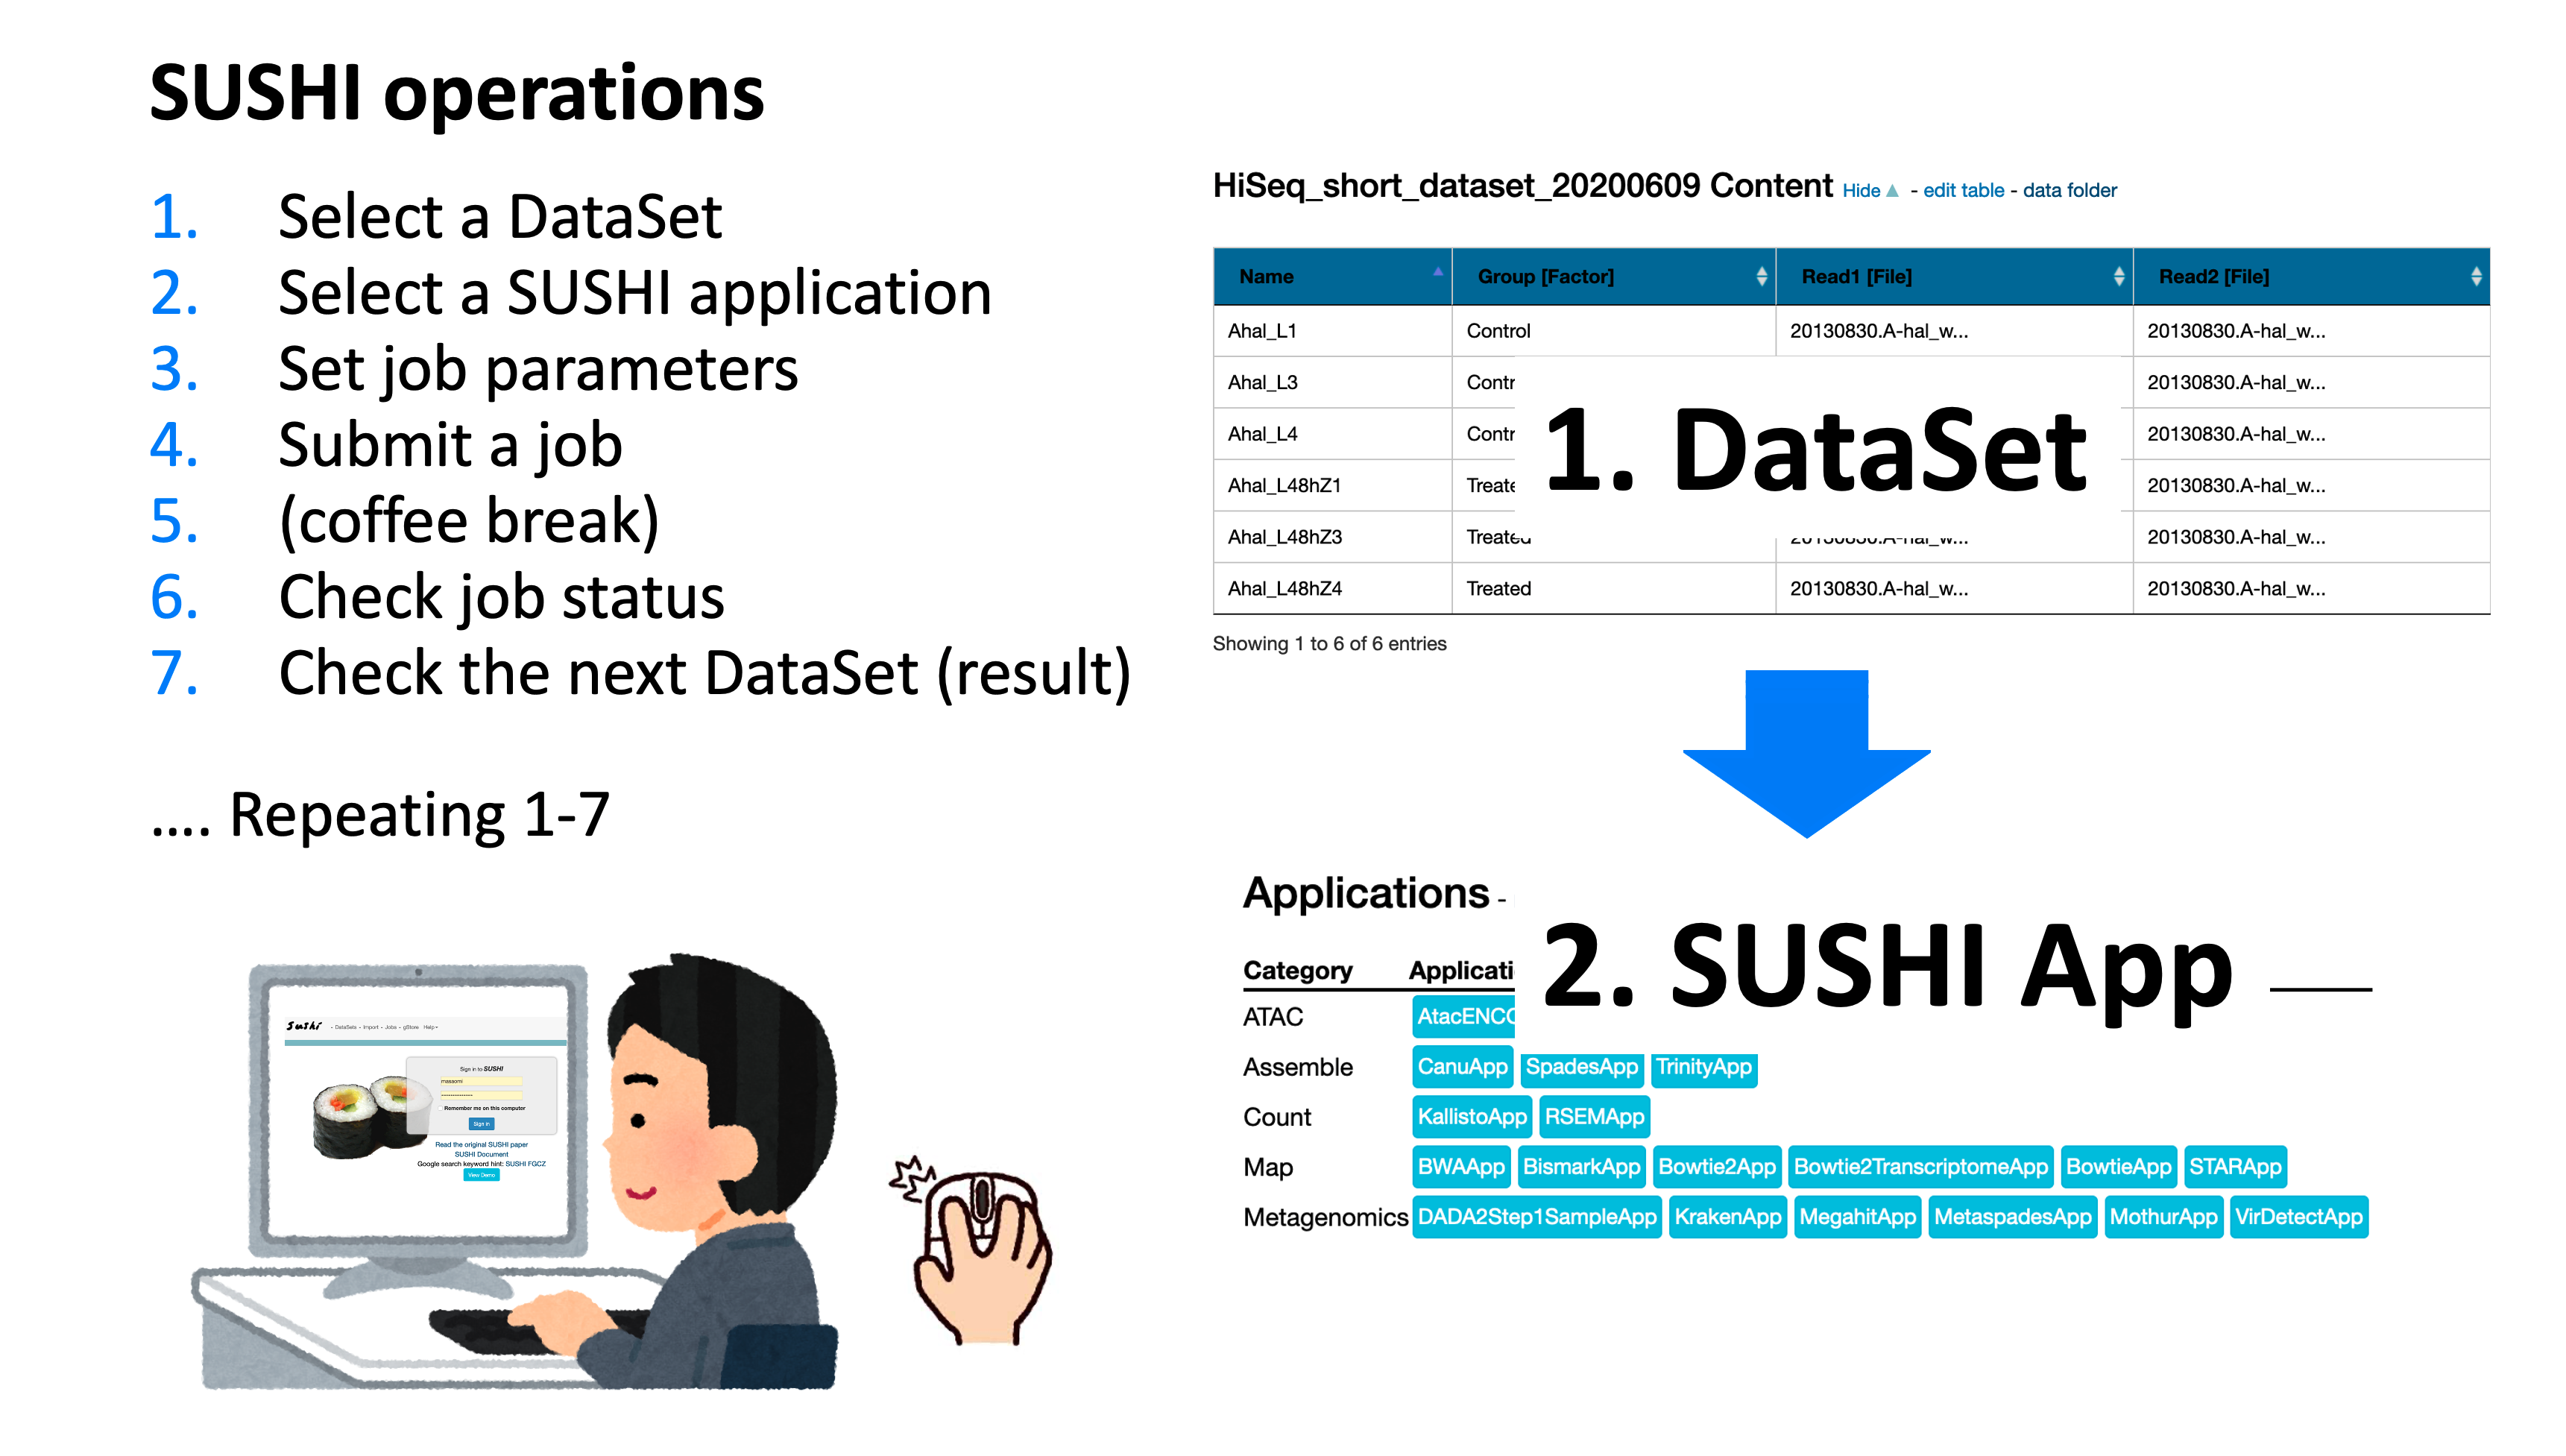 SUSHI operations
1. Select a DataSet
2. Select a SUSHI application
3. Set job parameters
4. Submit a job
5. (coffee break)
6. Check job status
7. Check the next DataSet (result)
.... Repeating 1-7
Sushi • DataSets • Import • Jobs • gStore Help
Sign in to SUSHI
masaomi
Remember me on this computer
Sign in
Read the original SUSHI paper
SUSHI Document
Google search keyword hint: SUSHI FGCZ
View Demo
HiSeq_short_dataset_20200609 Content Hide ▲ - edit table - data folder
Name Group [Factor] Read1 [File] Read2 [File]
Ahal_L1 Control 20130830.A-hal_w... 20130830.A-hal_w...
Ahal_L3 Contr 20130830.A-hal_w...
Ahal_L4 Contr 20130830.A-hal_w...
Ahal_L48hZ1 Treate 20130830.A-hal_w...
Ahal_L48hZ3 Treated 20130830.A-hal_w... 20130830.A-hal_w...
Ahal_L48hZ4 Treated 20130830.A-hal_w... 20130830.A-hal_w...
1. DataSet
Showing 1 to 6 of 6 entries
Applications -
2. SUSHI App
Category Applicati
ATAC AtacENCO
Assemble CanuApp SpadesApp TrinityApp
Count KallistoApp RSEMApp
Map BWAApp BismarkApp Bowtie2App Bowtie2TranscriptomeApp BowtieApp STARApp
Metagenomics DADA2Step1SampleApp KrakenApp MegahitApp MetaspadesApp MothurApp VirDetectApp